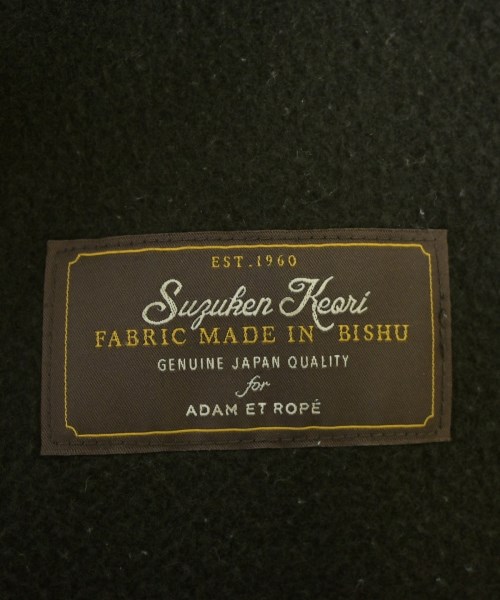 EST.1960
Suzuken Keori
FABRIC MADE IN BISHU
GENUINE JAPAN QUALITY
for
ADAM ET ROPÉ